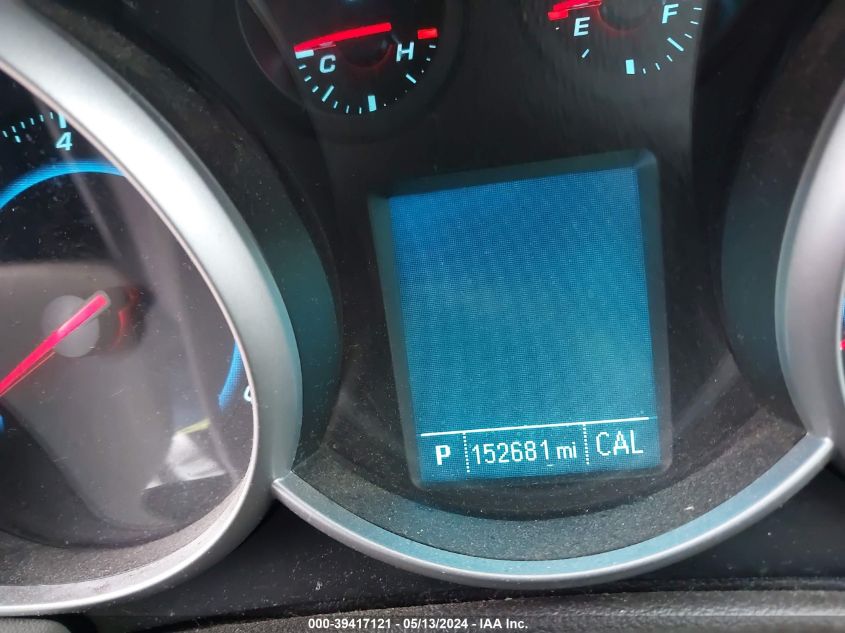 C H
E F
4
P 152681 mi CAL
000-39417121 - 05/13/2024 - IAA Inc.